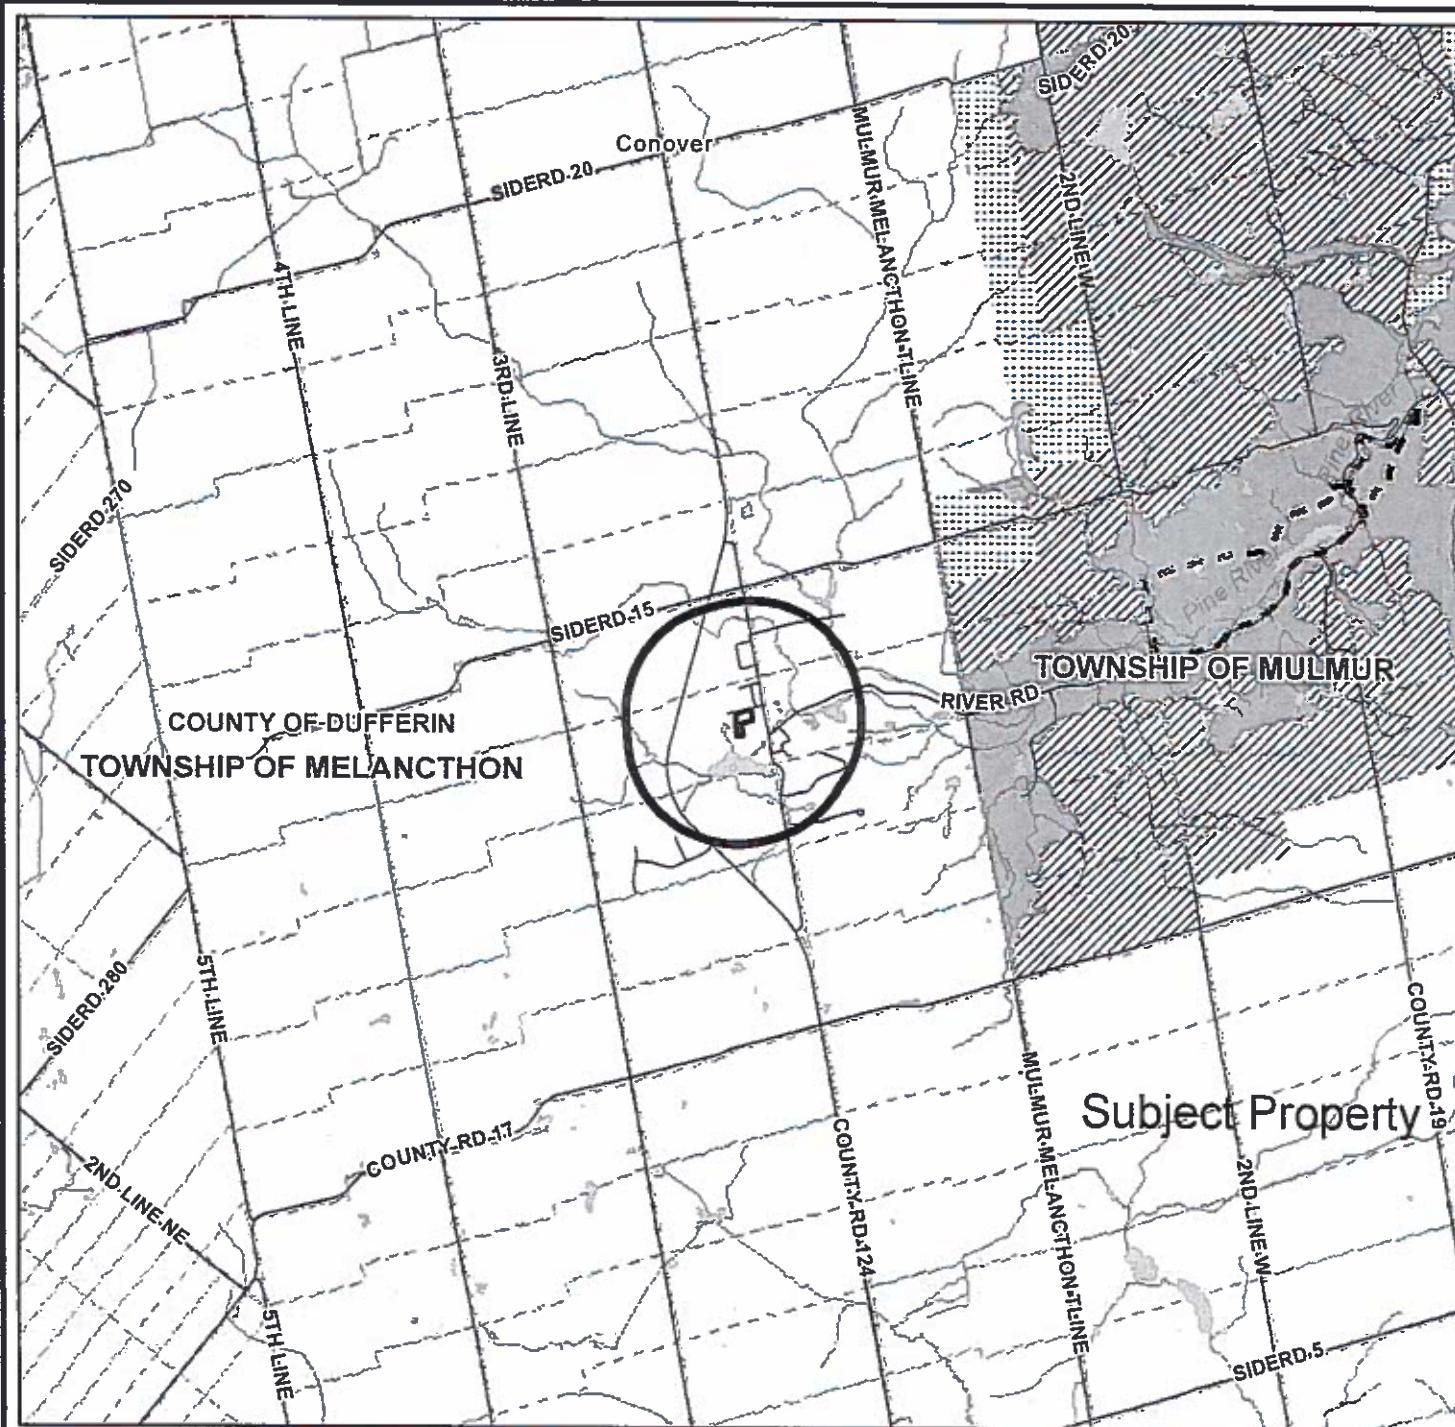 SIDERD 20
Conover
SIDERD 20
MULMUR-MELANCTHON TLINE
2ND LINE W
4TH LINE
3RD LINE
Pine River
SIDERD 270
Pine River
SIDERD 15
TOWNSHIP OF MULMUR
RIVER RD
COUNTY OF DUFFERIN
TOWNSHIP OF MELANCTHON
5TH LINE
SIDERD 280
COUNTY RD 19
Subject Property
MULMUR-MELANCTHON TLINE
COUNTY RD 17
COUNTY RD 124
2ND LINE NE
2ND LINE W
5TH LINE
SIDERD 5